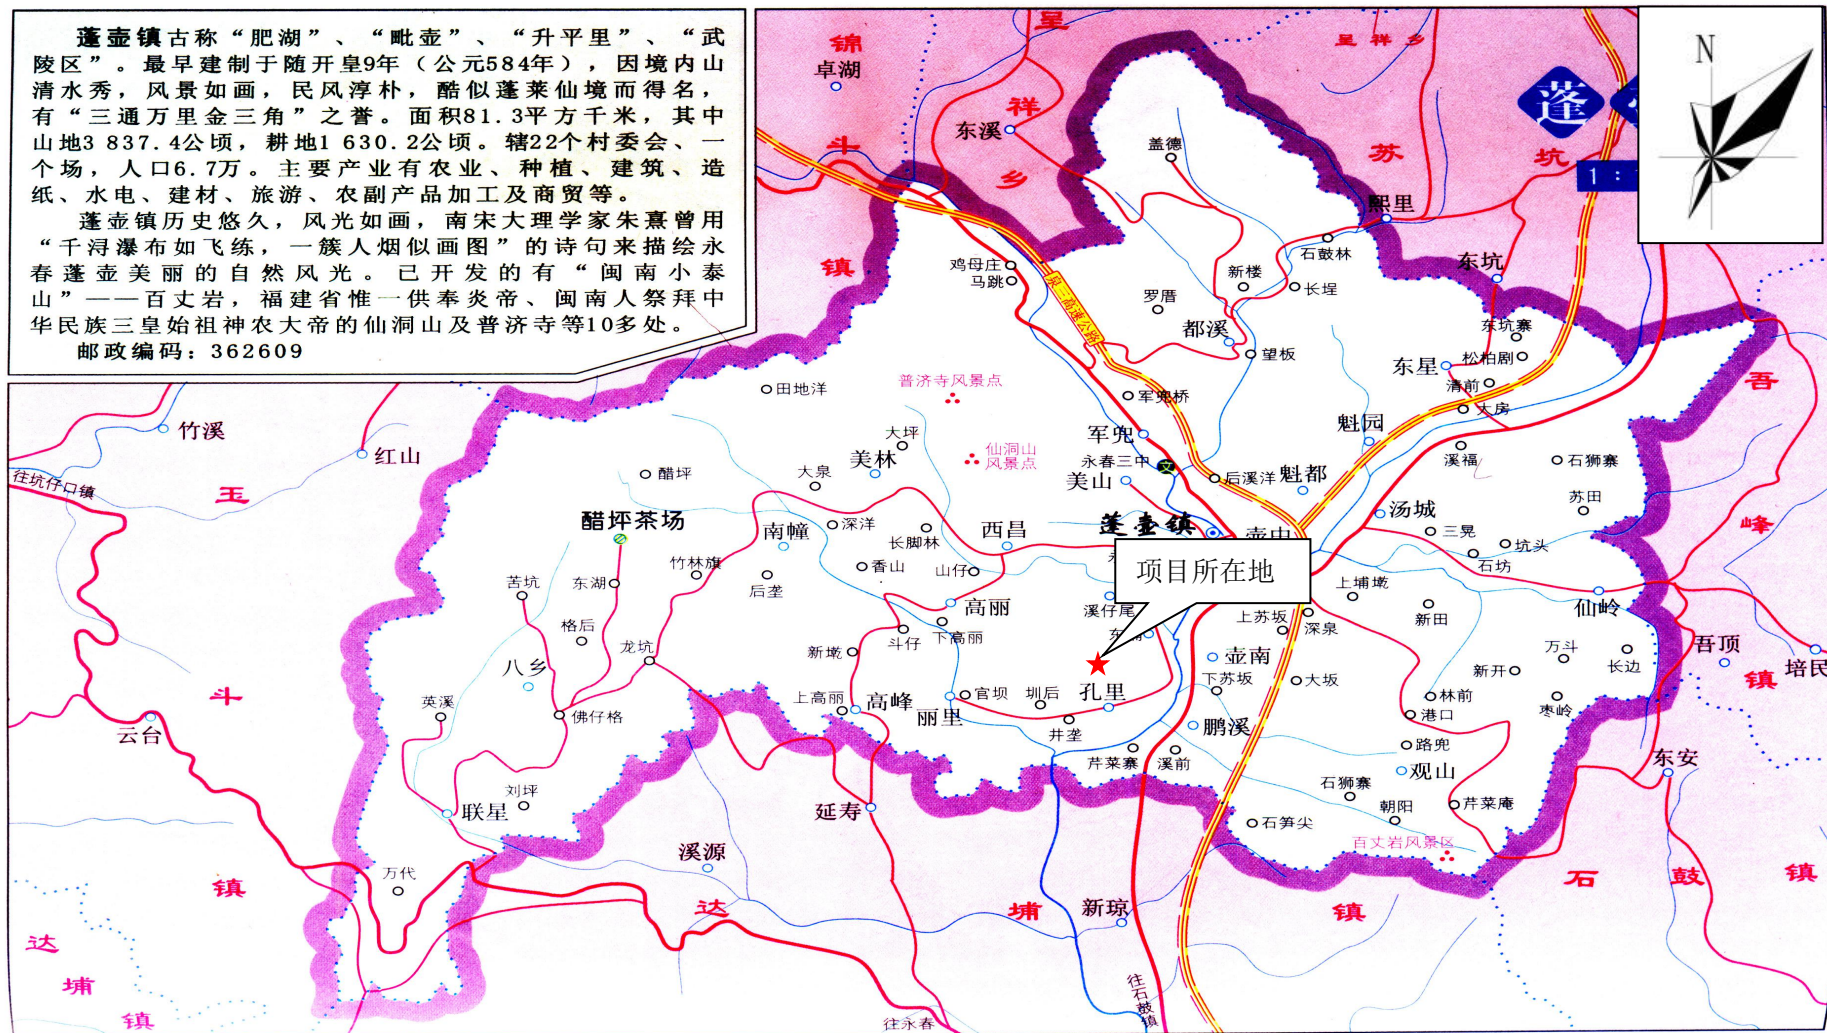 蓬壶镇古称“肥湖”、“毗壶”、“升平里”、“武
陵区”。最早建制于随开皇9年（公元584年），因境内山
清水秀，风景如画，民风淳朴，酷似蓬莱仙境而得名，
有“三通万里金三角”之誉。面积81.3平方千米，其中
山地3 837.4公顷，耕地1 630.2公顷。辖22个村委会、一
个场，人口6.7万。主要产业有农业、种植、建筑、造
纸、水电、建材、旅游、农副产品加工及商贸等。
蓬壶镇历史悠久，风光如画，南宋大理学家朱熹曾用
“千浔瀑布如飞练，一簇人烟似画图”的诗句来描绘永
春蓬壶美丽的自然风光。已开发的有“闽南小泰
山”——百丈岩，福建省惟一供奉炎帝、闽南人祭拜中
华民族三皇始祖神农大帝的仙洞山及普济寺等10多处。
邮政编码：362609
N
蓬
1：
锦斗镇
卓湖
呈祥乡
呈祥乡
东溪
苏坑
盖德
熙里
石鼓林
东坑
鸡母庄
马跳
新楼
长埕
罗厝
都溪
望板
泉三高速公路
东坑寨
松柏剧
东星
清前
大房
吾峰镇
田地洋
普济寺风景点
军兜桥
军兜
魁园
竹溪
红山
大坪
美林
仙洞山
风景点
永春三中
美山
后溪洋
魁都
溪福
石狮寨
苏田
往坑仔口镇
玉斗镇
醋坪
大泉
醋坪茶场
南幢
深洋
长脚林
西昌
蓬壶镇
壶中
汤城
三晃
石坊
坑头
项目所在地
苦坑
东湖
竹林旗
后垄
香山
山仔
高丽
溪仔尾
上埔墘
新田
仙岭
格后
龙坑
新墘
斗仔
下高丽
上苏坂
深泉
万斗
长边
吾顶
培民
八乡
壶南
新开
下苏坂
大坂
林前
枣岭
英溪
佛仔格
上高丽
高峰
丽里
官坝
圳后
孔里
港口
云台
井垄
鹏溪
路兜
东安
芹菜寨
溪前
观山
石狮寨
刘坪
联星
延寿
朝阳
芹菜庵
石笋尖
百丈岩风景区
溪源
万代
石鼓镇
达埔镇
新琼
达埔镇
往石鼓镇
往永春